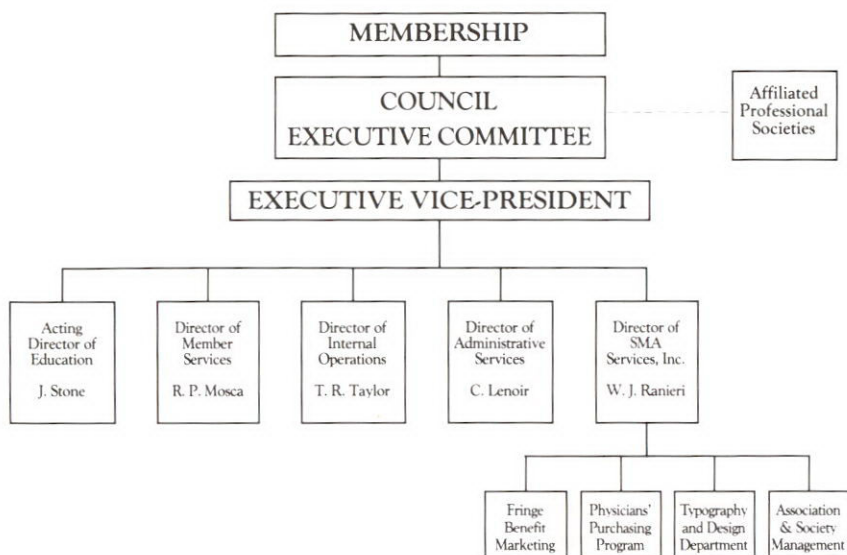 MEMBERSHIP
COUNCIL
EXECUTIVE COMMITTEE
Affiliated
Professional
Societies
EXECUTIVE VICE-PRESIDENT
Acting
Director of
Education
J. Stone
Director of
Member
Services
R. P. Mosca
Director of
Internal
Operations
T. R. Taylor
Director of
Administrative
Services
C. Lenoir
Director of
SMA
Services, Inc.
W. J. Ranieri
Fringe
Benefit
Marketing
Physicians'
Purchasing
Program
Typography
and Design
Department
Association
& Society
Management